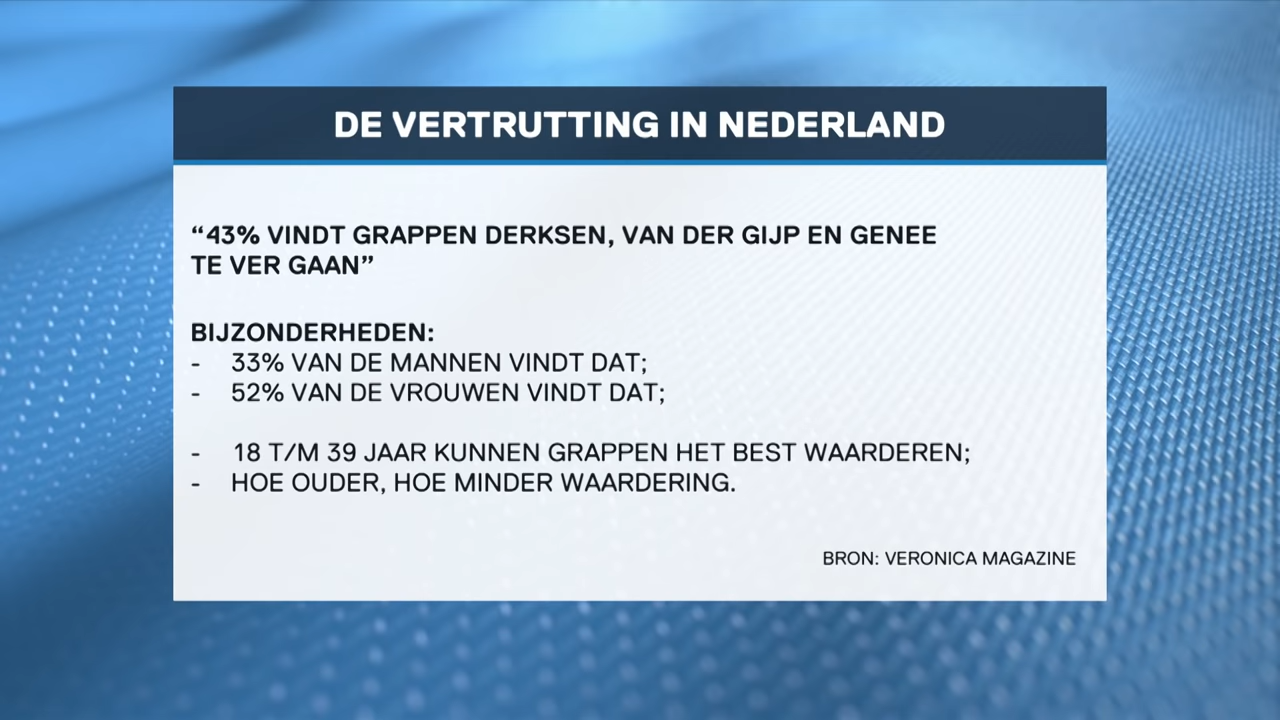 DE VERTRUTTING IN NEDERLAND
“43% VINDT GRAPPEN DERKSEN, VAN DER GIJP EN GENEE
TE VER GAAN”
BIJZONDERHEDEN:
- 33% VAN DE MANNEN VINDT DAT;
- 52% VAN DE VROUWEN VINDT DAT;
- 18 T/M 39 JAAR KUNNEN GRAPPEN HET BEST WAARDEREN;
- HOE OUDER, HOE MINDER WAARDERING.
BRON: VERONICA MAGAZINE